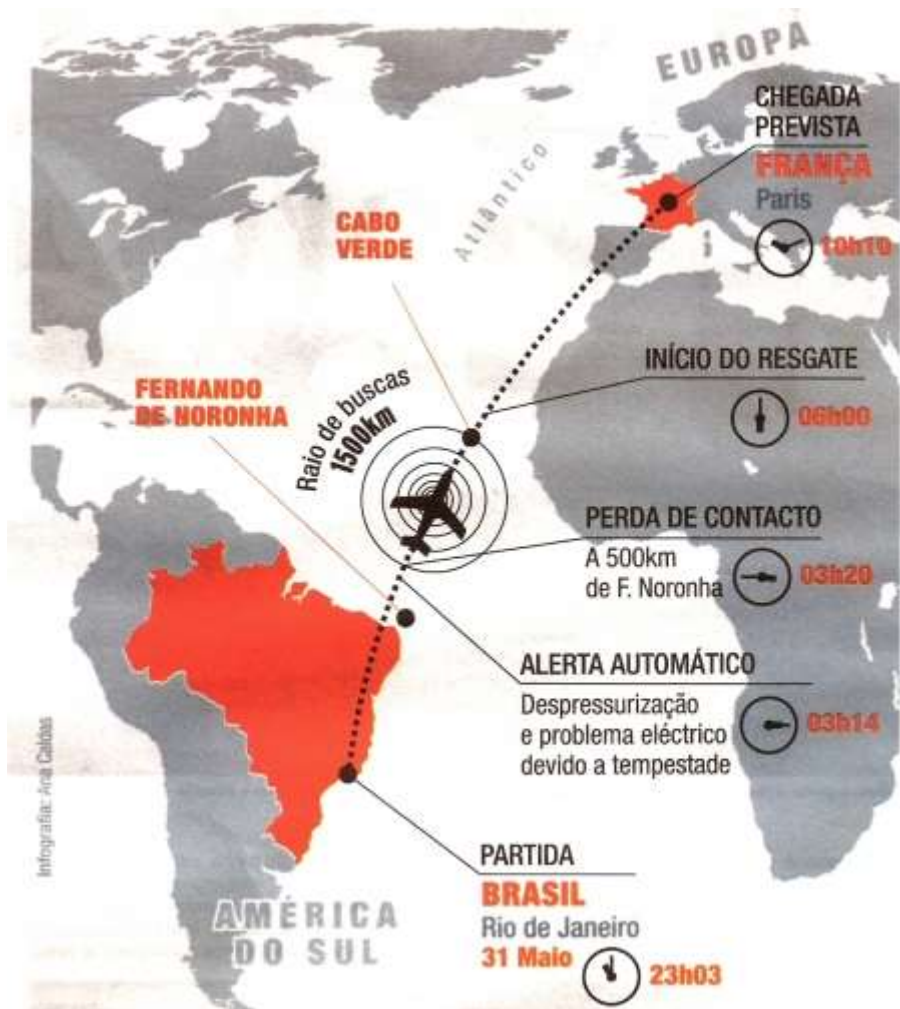 EUROPA
CHEGADA
PREVISTA
FRANÇA
Paris
10h10
Atlântico
CABO
VERDE
INÍCIO DO RESGATE
06h00
FERNANDO
DE NORONHA
Raio de buscas
1500km
PERDA DE CONTACTO
A 500km
de F. Noronha
03h20
ALERTA AUTOMÁTICO
Despressurização
e problema eléctrico
devido a tempestade
03h14
Infografia: Ana Caldas
PARTIDA
BRASIL
Rio de Janeiro
31 Maio
23h03
AMÉRICA
DO SUL